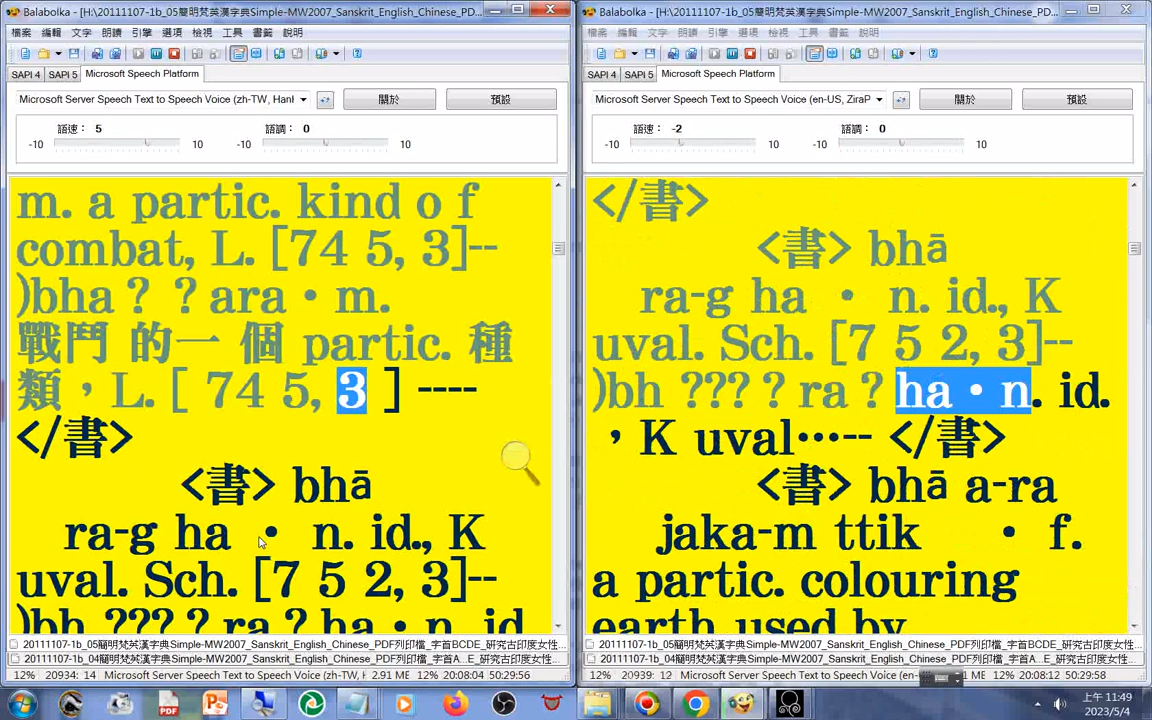 Balabolka - [H:\20111107-1b_05簡明梵英漢字典Simple-MW2007_Sanskrit_English_Chinese_PD...
檔案 編輯 文字 朗讀 引擎 選項 檢視 工具 書籤 說明
SAPI 4 SAPI 5 Microsoft Speech Platform
Microsoft Server Speech Text to Speech Voice (zh-TW, HanH
關於 預設
語速： 5 語調： 0
-10 10 -10 10
m. a partic. kind o f
combat, L. [74 5, 3]--
)bha ? ? ara • m.
戰鬥 的一 個 partic. 種
類，L. [ 74 5, 3 ] ----
</書>
<書> bhā
ra-g ha • n. id., K
uval. Sch. [7 5 2, 3]--
)bh ??? ? ra ? ha • n. id
20111107-1b_05簡明梵英漢字典Simple-MW2007_Sanskrit_English_Chinese_PDF列印檔_字首BCDE_研究古印度女性...
20111107-1b_04簡明梵英漢字典Simple-MW2007_Sanskrit_English_Chinese_PDF列印檔_字首A...E_研究古印度女性...
12% 20934: 14 Microsoft Server Speech Text to Speech Voice (zh-TW, 2.91 MB 12% 20:08:04 50:29:56
Balabolka - [H:\20111107-1b_05簡明梵英漢字典Simple-MW2007_Sanskrit_English_Chinese_PD...
檔案 編輯 文字 朗讀 引擎 選項 檢視 工具 書籤 說明
SAPI 4 SAPI 5 Microsoft Speech Platform
Microsoft Server Speech Text to Speech Voice (en-US, ZiraP
關於 預設
語速： -2 語調： 0
-10 10 -10 10
</書>
<書> bhā
ra-g ha • n. id., K
uval. Sch. [7 5 2, 3]--
)bh ??? ? ra ? ha • n. id.
，K uval…-- </書>
<書> bhā a-ra
jaka-m ttik • f.
a partic. colouring
earth used by
20111107-1b_05簡明梵英漢字典Simple-MW2007_Sanskrit_English_Chinese_PDF列印檔_字首BCDE_研究古印度女性...
20111107-1b_04簡明梵英漢字典Simple-MW2007_Sanskrit_English_Chinese_PDF列印檔_字首A...E_研究古印度女性...
12% 20939: 12 Microsoft Server Speech Text to Speech Voice 2.91 MB 12% 20:08:12 50:29:58
PDF
上午 11:49
2023/5/4